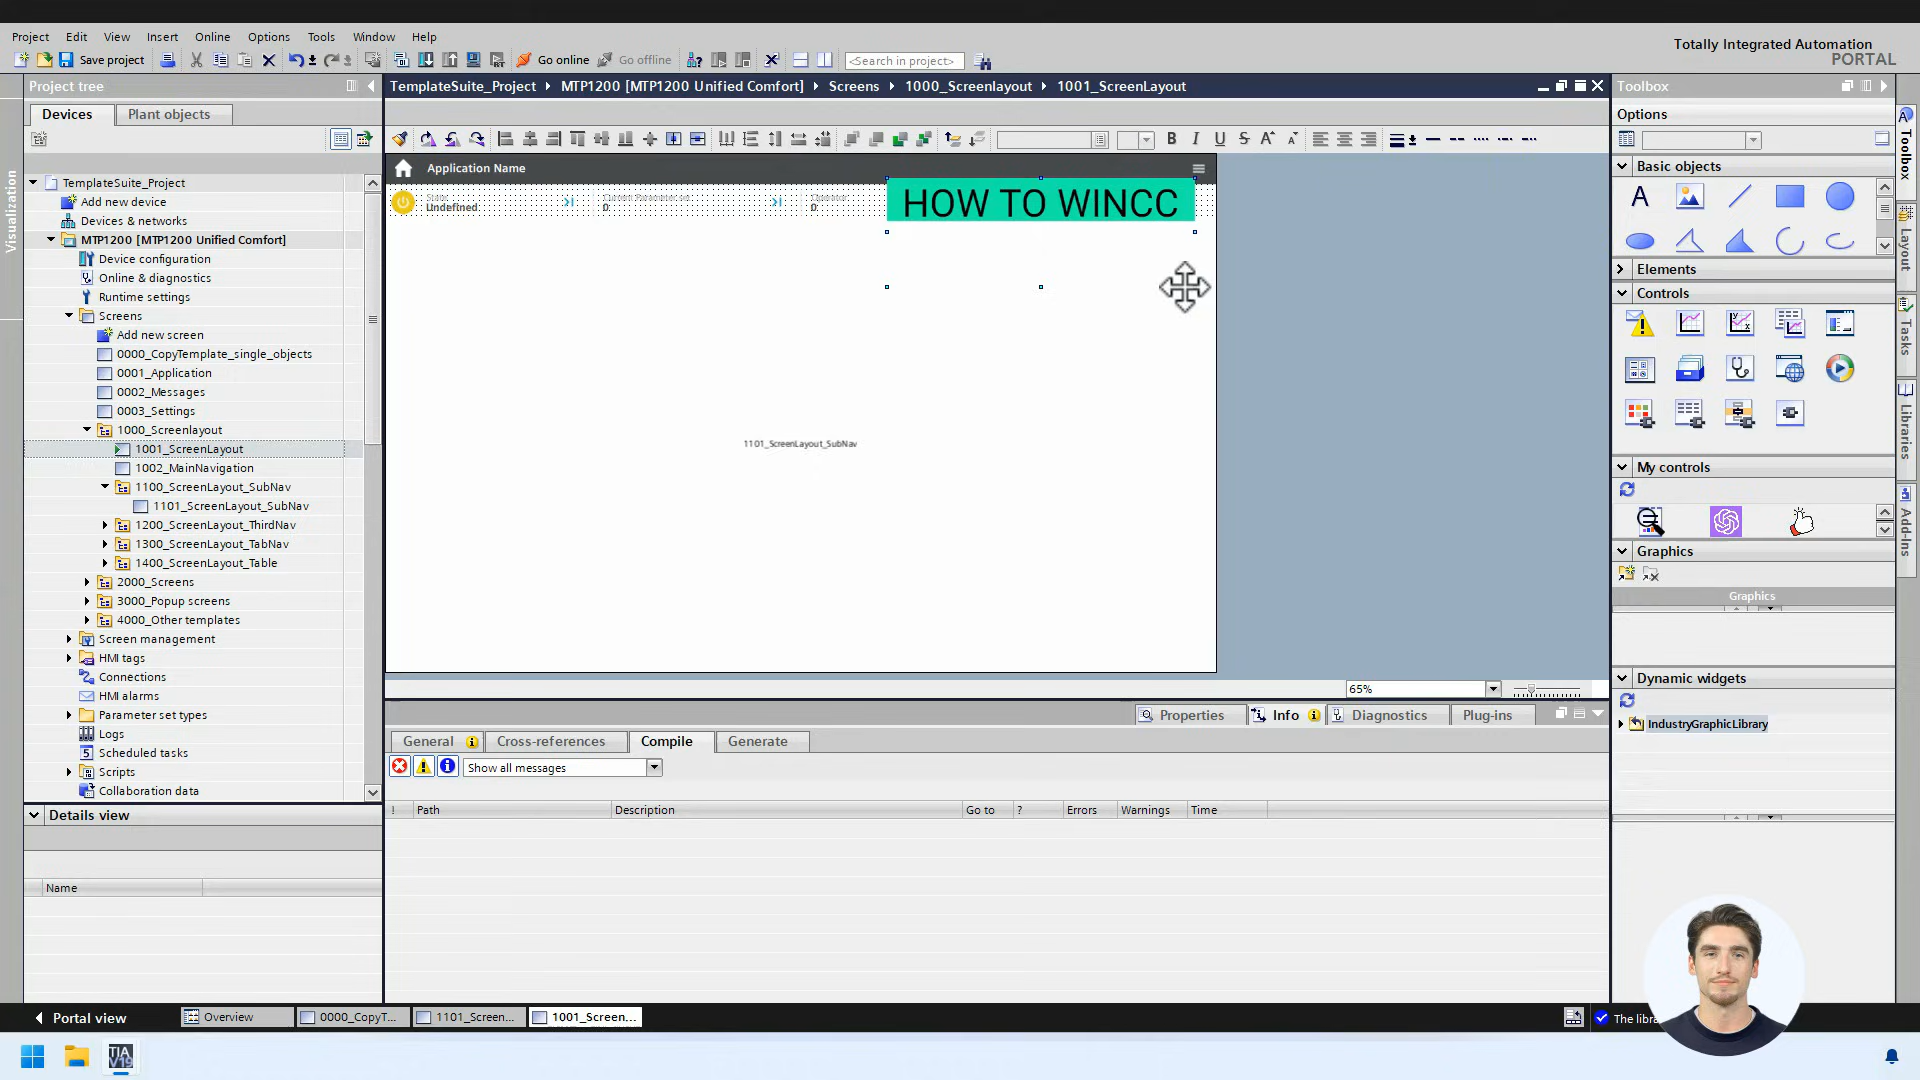 Project Edit View Insert Online Options Tools Window Help
Totally Integrated Automation
PORTAL
Save project
Go online
Go offline
<Search in project>
Project tree
TemplateSuite_Project MTP1200 [MTP1200 Unified Comfort] Screens 1000_Screenlayout 1001_ScreenLayout
Toolbox
Devices
Plant objects
Options
B I U S A A
Visualization
TemplateSuite_Project
Add new device
Devices & networks
MTP1200 [MTP1200 Unified Comfort]
Device configuration
Online & diagnostics
Runtime settings
Screens
Add new screen
0000_CopyTemplate_single_objects
0001_Application
0002_Messages
0003_Settings
1000_Screenlayout
1001_ScreenLayout
1002_MainNavigation
1100_ScreenLayout_SubNav
1101_ScreenLayout_SubNav
1200_ScreenLayout_ThirdNav
1300_ScreenLayout_TabNav
1400_ScreenLayout_Table
2000_Screens
3000_Popup screens
4000_Other templates
Screen management
HMI tags
Connections
HMI alarms
Parameter set types
Logs
Scheduled tasks
Scripts
Collaboration data
Details view
Name
Application Name
Undefined
0
0
HOW TO WINCC
1101_ScreenLayout_SubNav
65%
Properties
Info
Diagnostics
Plug-ins
General
Cross-references
Compile
Generate
Show all messages
! Path Description Go to ? Errors Warnings Time
Basic objects
A
Elements
Controls
My controls
Graphics
Graphics
Dynamic widgets
IndustryGraphicLibrary
Toolbox
Layout
Tasks
Libraries
Add-Ins
Portal view
Overview
0000_CopyT...
1101_Screen...
1001_Screen...
TIA
V19